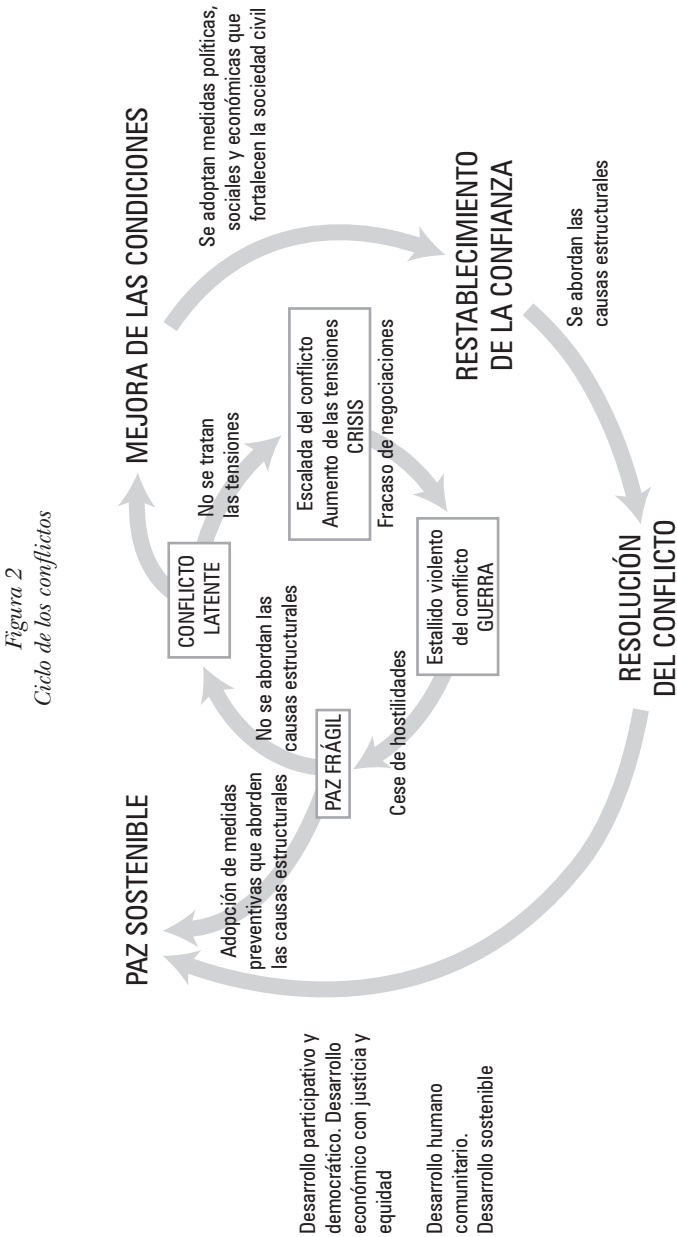 Figura 2
Ciclo de los conflictos
PAZ SOSTENIBLE
MEJORA DE LAS CONDICIONES
Se adoptan medidas políticas,
sociales y económicas que
fortalecen la sociedad civil
CONFLICTO
LATENTE
No se tratan
las tensiones
No se abordan las
causas estructurales
Adopción de medidas
preventivas que aborden
las causas estructurales
PAZ FRÁGIL
Escalada del conflicto
Aumento de las tensiones
CRISIS
Fracaso de negociaciones
Cese de hostilidades
Estallido violento
del conflicto
GUERRA
RESTABLECIMIENTO
DE LA CONFIANZA
Se abordan las
causas estructurales
RESOLUCIÓN
DEL CONFLICTO
Desarrollo participativo y
democrático. Desarrollo
económico con justicia y
equidad
Desarrollo humano
comunitario.
Desarrollo sostenible